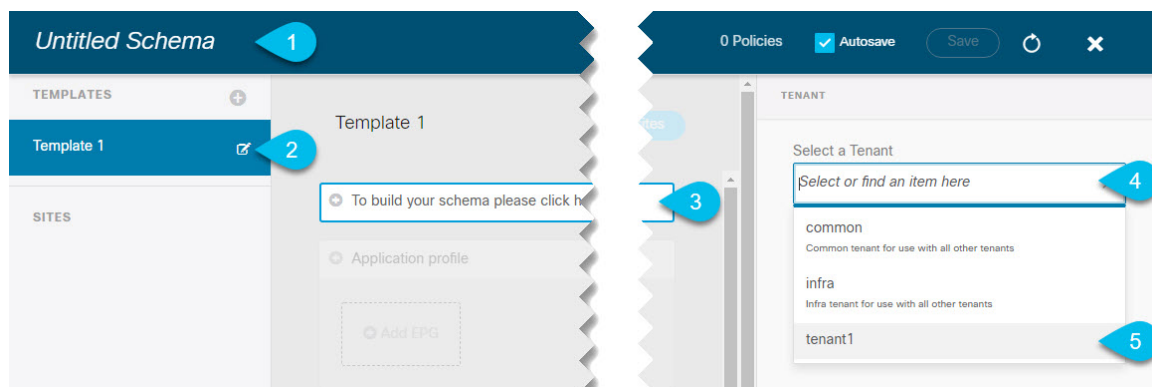 Untitled Schema
1
0 Policies
Autosave
Save
TEMPLATES
Template 1
2
SITES
Template 1
To build your schema please click h
3
Application profile
Add EPG
TENANT
Select a Tenant
Select or find an item here
4
common
Common tenant for use with all other tenants
infra
Infra tenant for use with all other tenants
tenant1
5